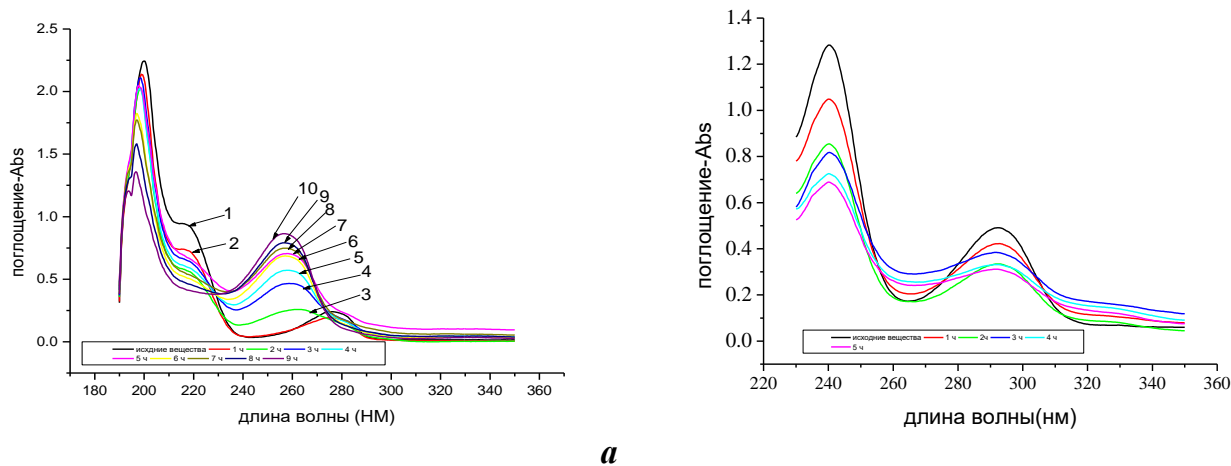 2.5
2.0
1.5
1.0
0.5
0.0
180 200 220 240 260 280 300 320 340 360
поглощение-Abs
длина волны (НМ)
10
9
8
7
6
5
4
3
1
2
исхдние вещества 1 ч 2 ч 3 ч 4 ч
5 ч 6 ч 7 ч 8 ч 9 ч
1.4
1.2
1.0
0.8
0.6
0.4
0.2
0.0
220 240 260 280 300 320 340 360
поглощение-Abs
длина волны(нм)
исходние вещества 1 ч 2ч 3 ч 4 ч
5 ч
a